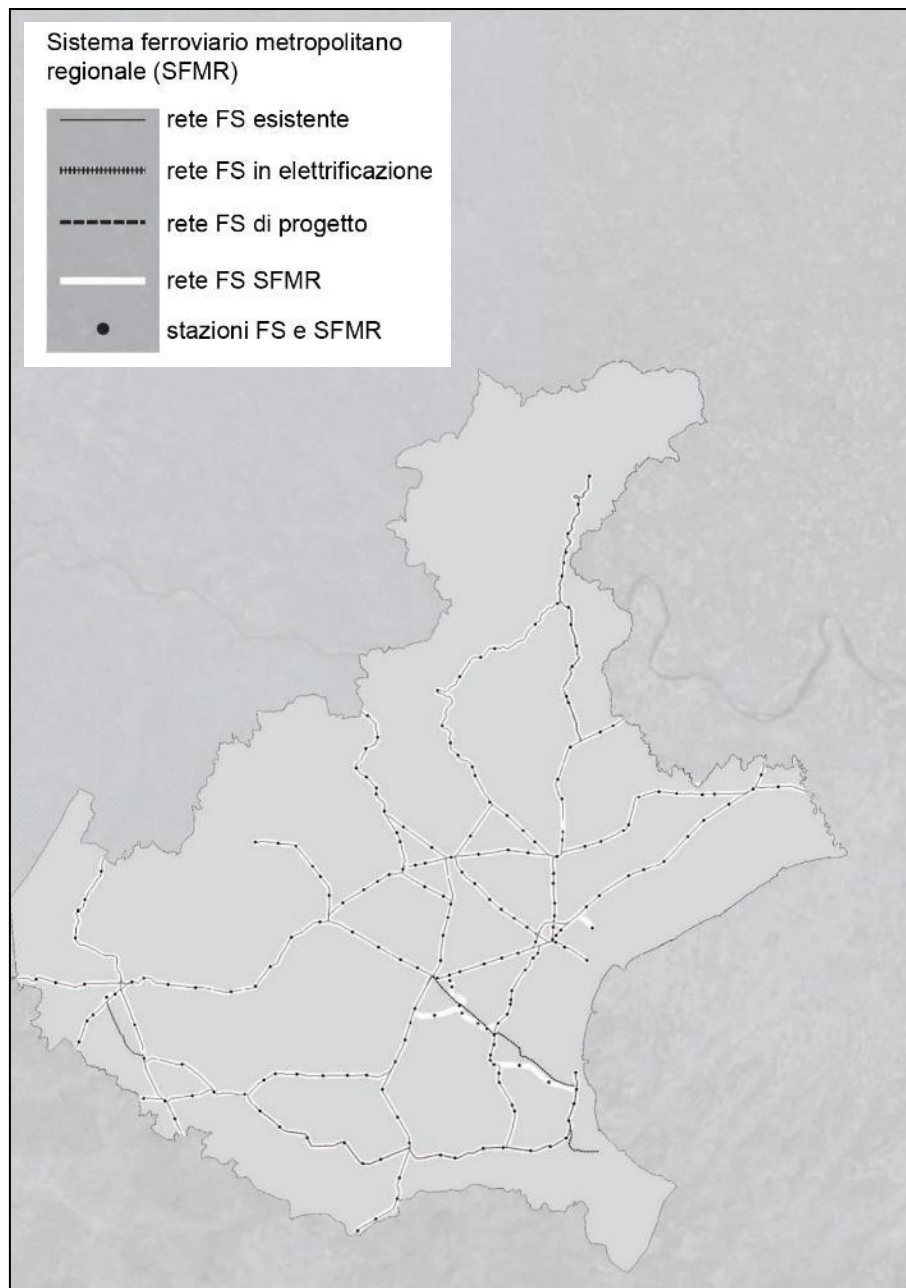 Sistema ferroviario metropolitano
regionale (SFMR)
rete FS esistente
rete FS in elettrificazione
rete FS di progetto
rete FS SFMR
stazioni FS e SFMR